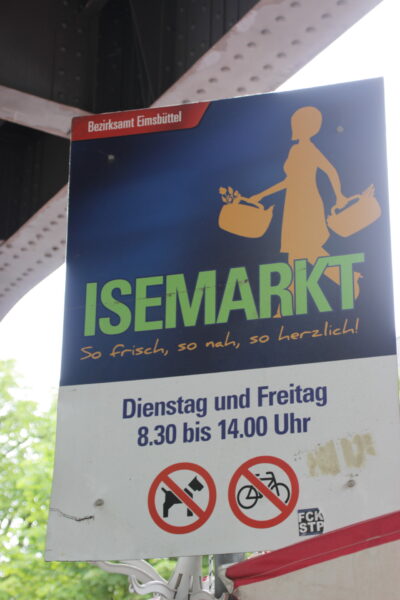 Bezirksamt Eimsbüttel
ISEMARKT
So frisch, so nah, so herzlich!
Dienstag und Freitag
8.30 bis 14.00 Uhr
FCK
STP